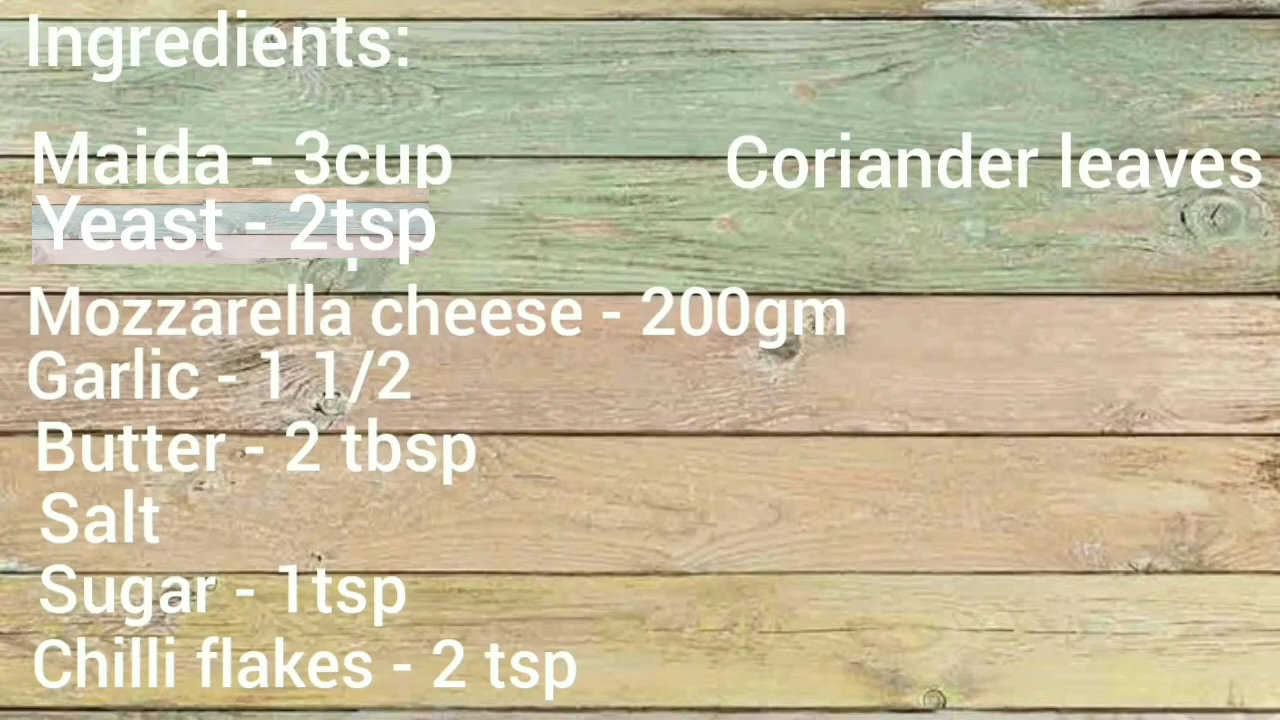 Ingredients:
Maida - 3cup
Yeast - 2tsp
Mozzarella cheese - 200gm
Garlic - 1 1/2
Butter - 2 tbsp
Salt
Sugar - 1tsp
Chilli flakes - 2 tsp
Coriander leaves